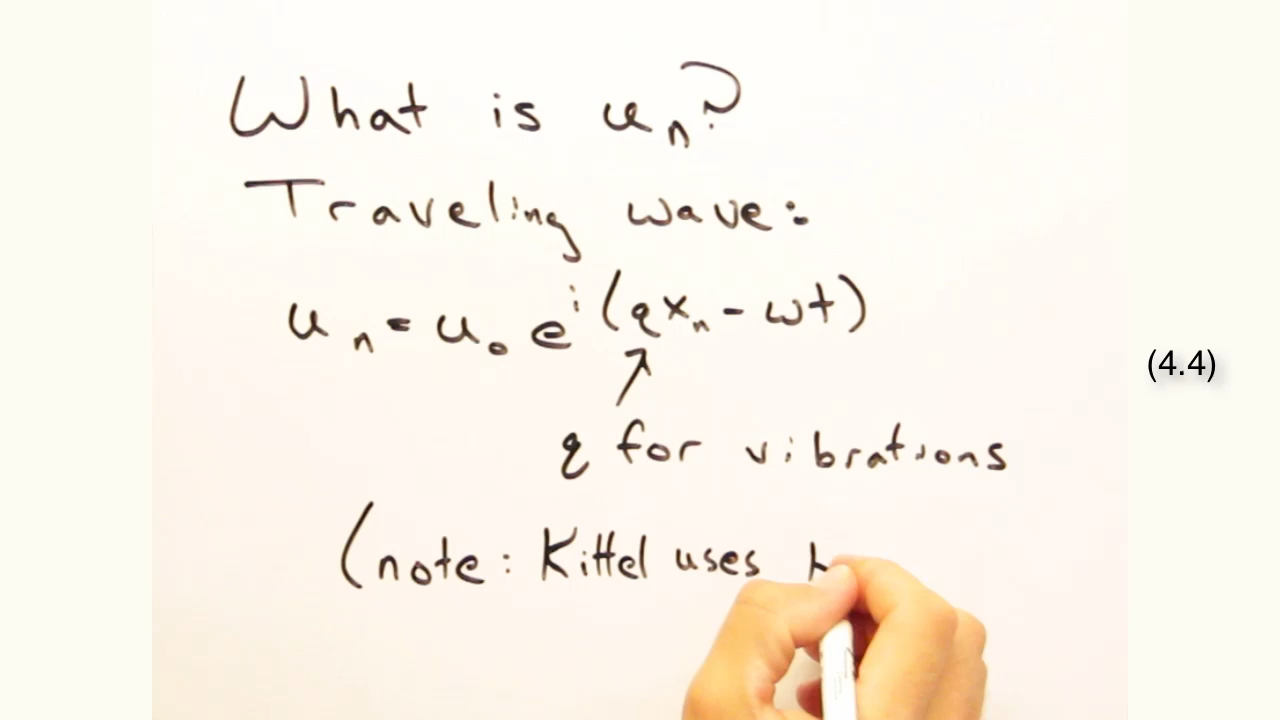 What is uₙ?
Traveling wave:
uₙ = u₀ e^i(qxₙ - ωt)
(4.4)
q for vibrations
(note: Kittel uses